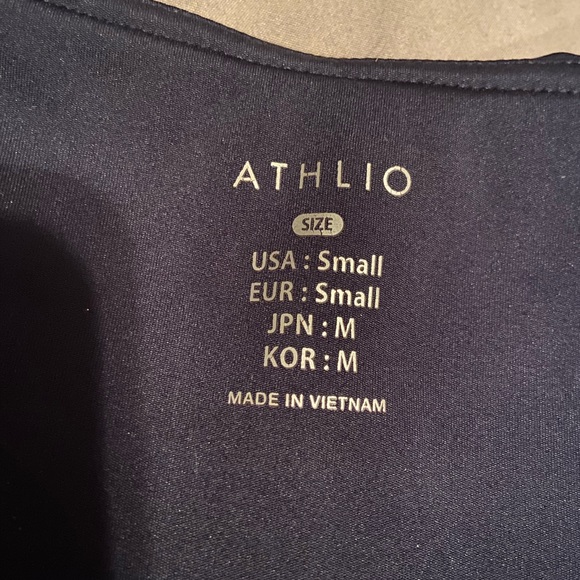 ATHLIO
SIZE
USA : Small
EUR : Small
JPN : M
KOR : M
MADE IN VIETNAM